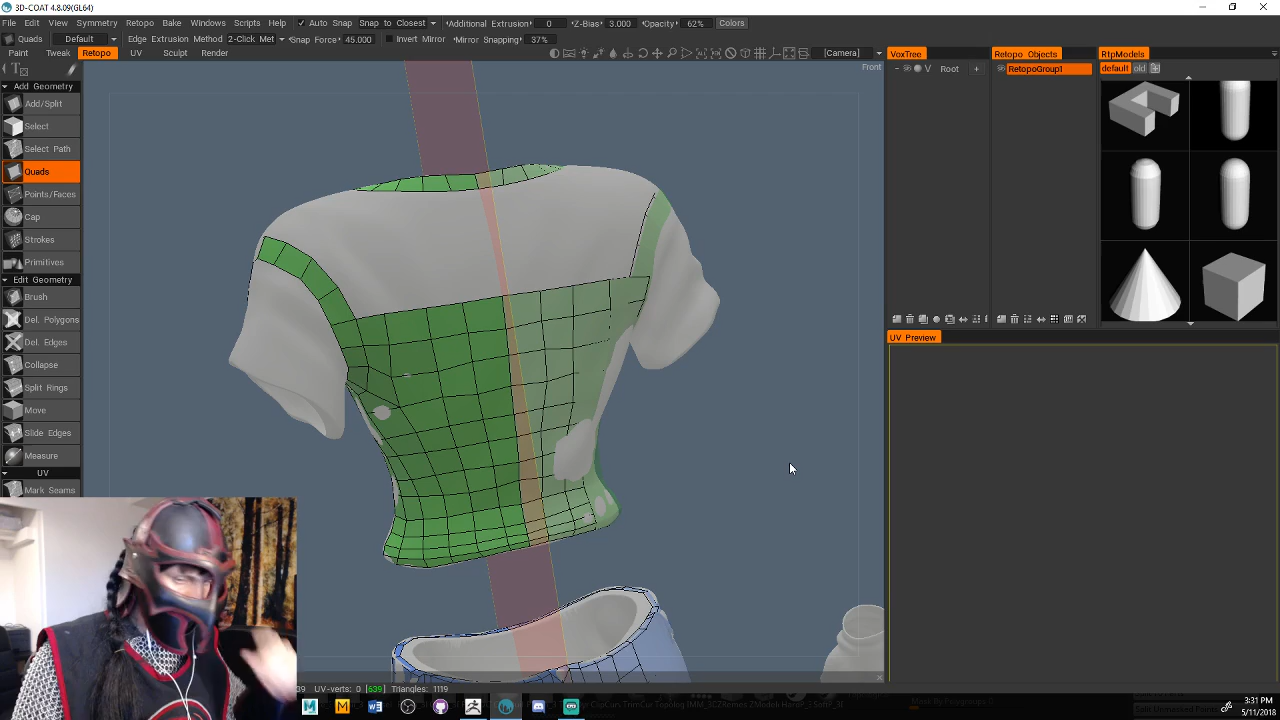 3D-COAT 4.8.09(GL64)
File Edit View Symmetry Retopo Bake Windows Scripts Help Auto Snap Snap to Closest Additional Extrusion 0 Z-Bias 3.000 Opacity 62% Colors
Quads Default Edge Extrusion Method 2-Click Met Snap Force 45.000 Invert Mirror Mirror Snapping 37%
Paint Tweak Retopo UV Sculpt Render [Camera] VoxTree Retopo Objects RtpModels
Front
V Root +
RetopoGroup1
default old
Add Geometry
Add/Split
Select
Select Path
Quads
Points/Faces
Cap
Strokes
Primitives
Edit Geometry
Brush
Del. Polygons
Del. Edges
Collapse
Split Rings
Move
Slide Edges
Measure
UV
Mark Seams
UV Preview
39 UV-verts: 0 [639] Triangles: 1119
3:31 PM
5/11/2018